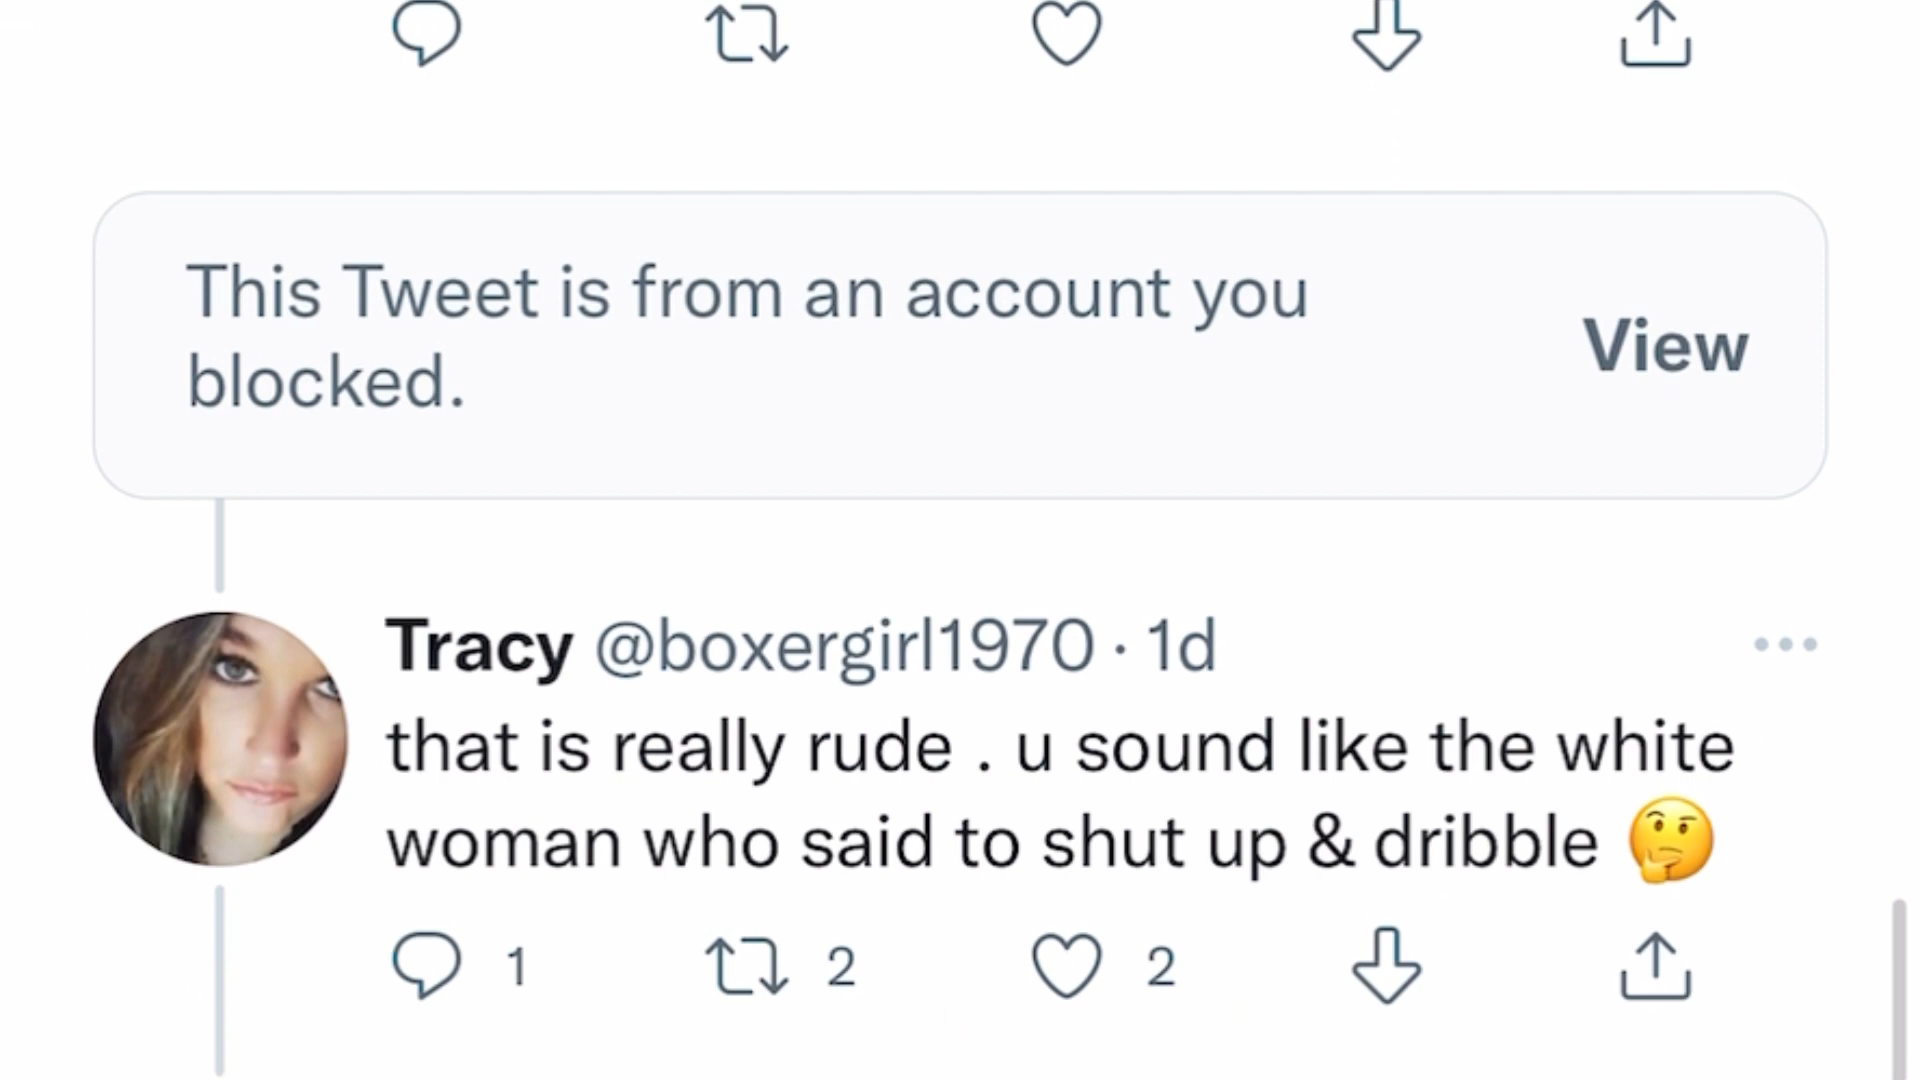 This Tweet is from an account you
blocked.
View
Tracy @boxergirl1970 · 1d
that is really rude . u sound like the white
woman who said to shut up & dribble 🤔
1 2 2